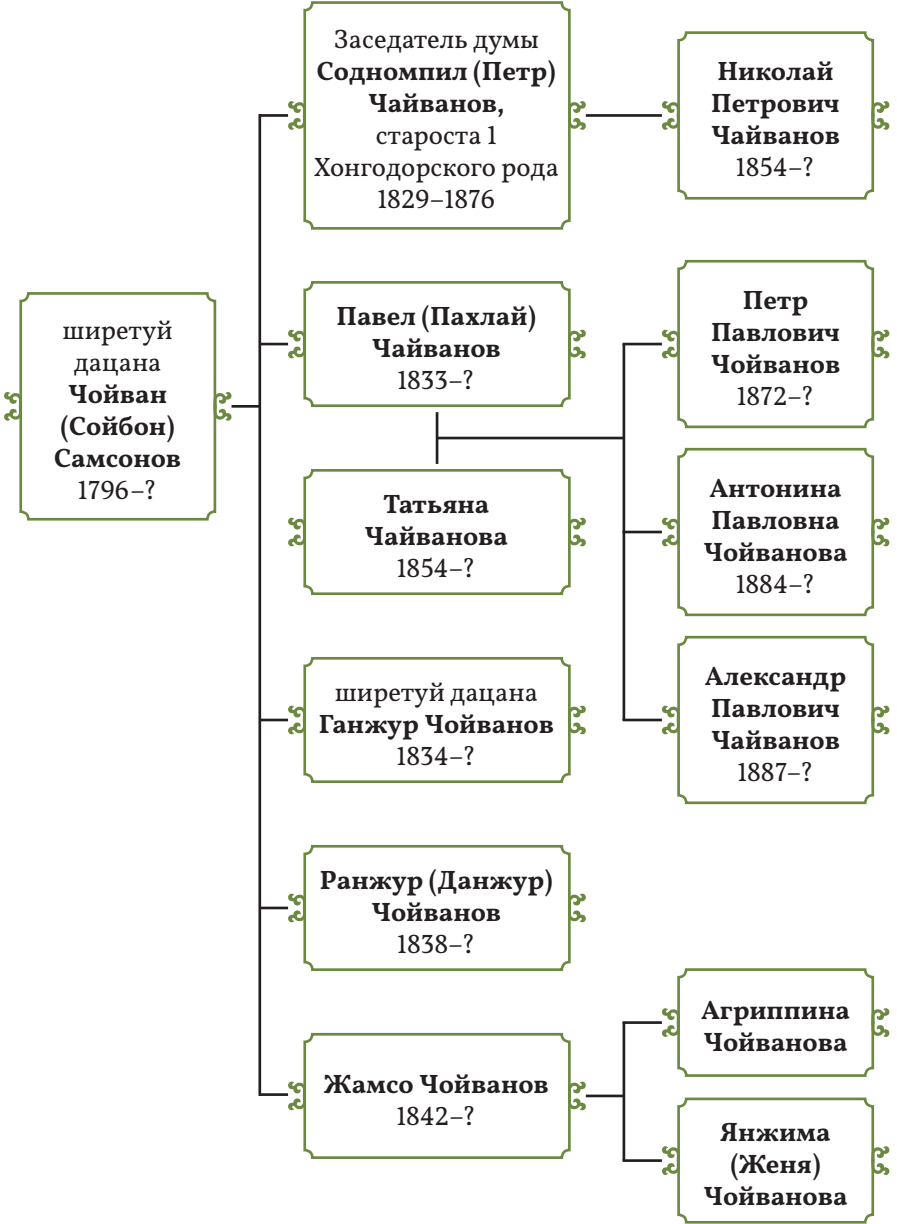 ширетуй
дацана
Чойван
(Сойбон)
Самсонов
1796–?
Заседатель думы
Содномпил (Петр)
Чайванов,
староста 1
Хонгодорского рода
1829–1876
Николай
Петрович
Чайванов
1854–?
Павел (Пахлай)
Чайванов
1833–?
Татьяна
Чайванова
1854–?
Петр
Павлович
Чойванов
1872–?
Антонина
Павловна
Чойванова
1884–?
Александр
Павлович
Чайванов
1887–?
ширетуй дацана
Ганжур Чойванов
1834–?
Ранжур (Данжур)
Чойванов
1838–?
Жамсо Чойванов
1842–?
Агриппина
Чойванова
Янжима
(Женя)
Чойванова